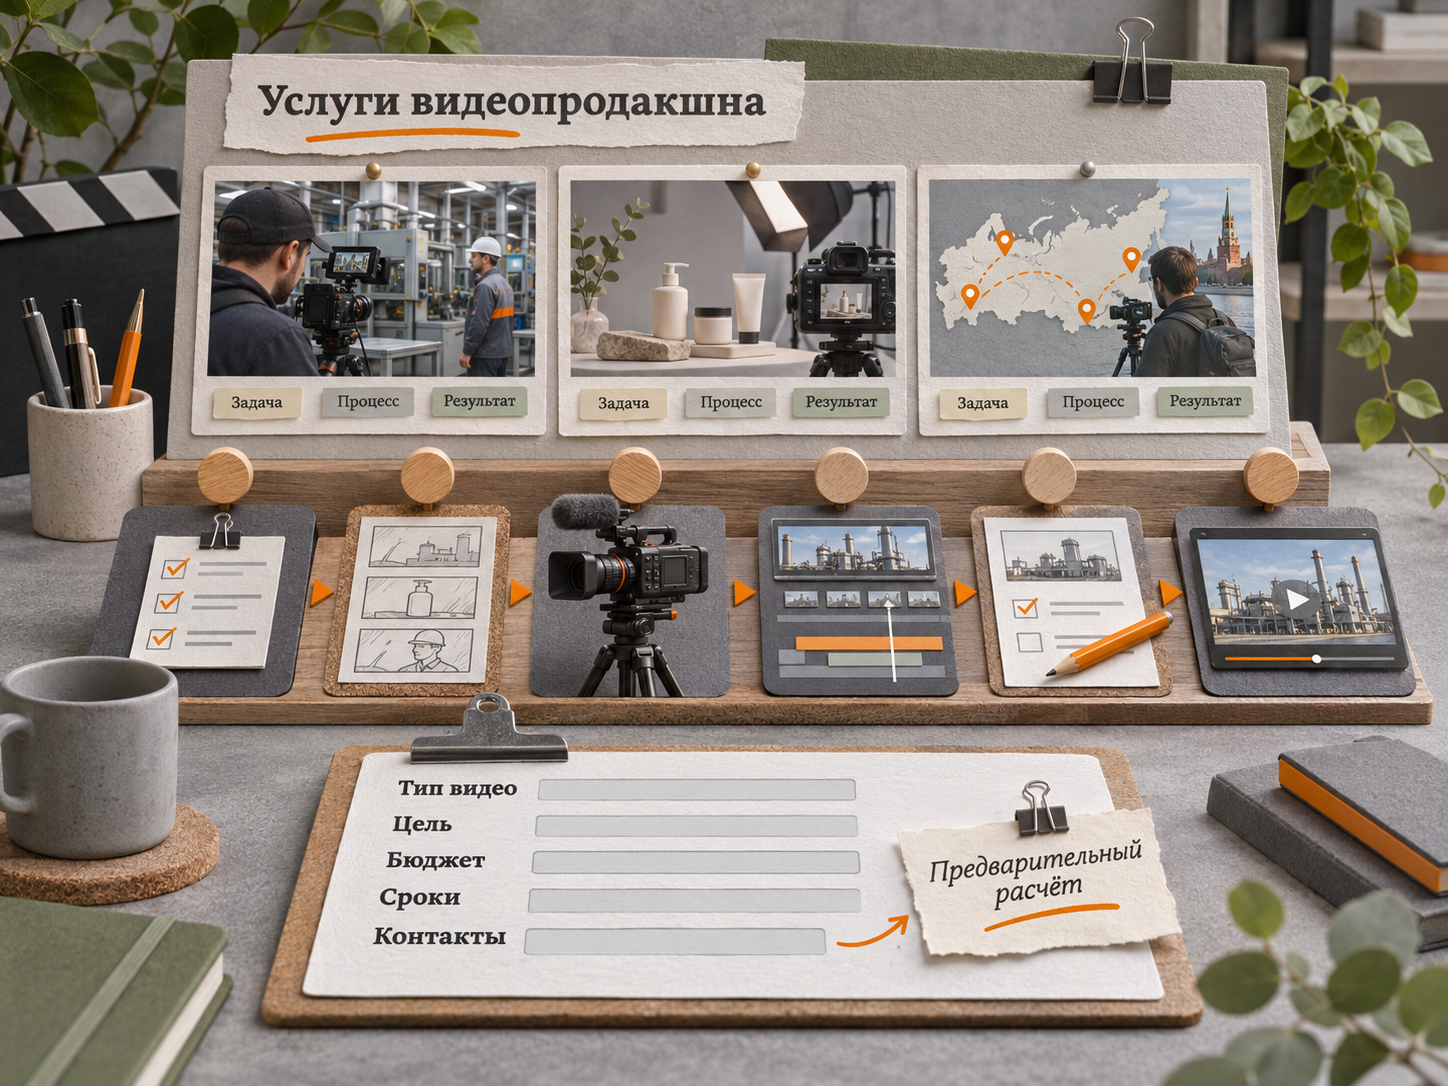 Услуги видеопродакшна
Задача
Процесс
Результат
Задача
Процесс
Результат
Задача
Процесс
Результат
Тип видео
Цель
Бюджет
Сроки
Контакты
Предварительный
расчёт